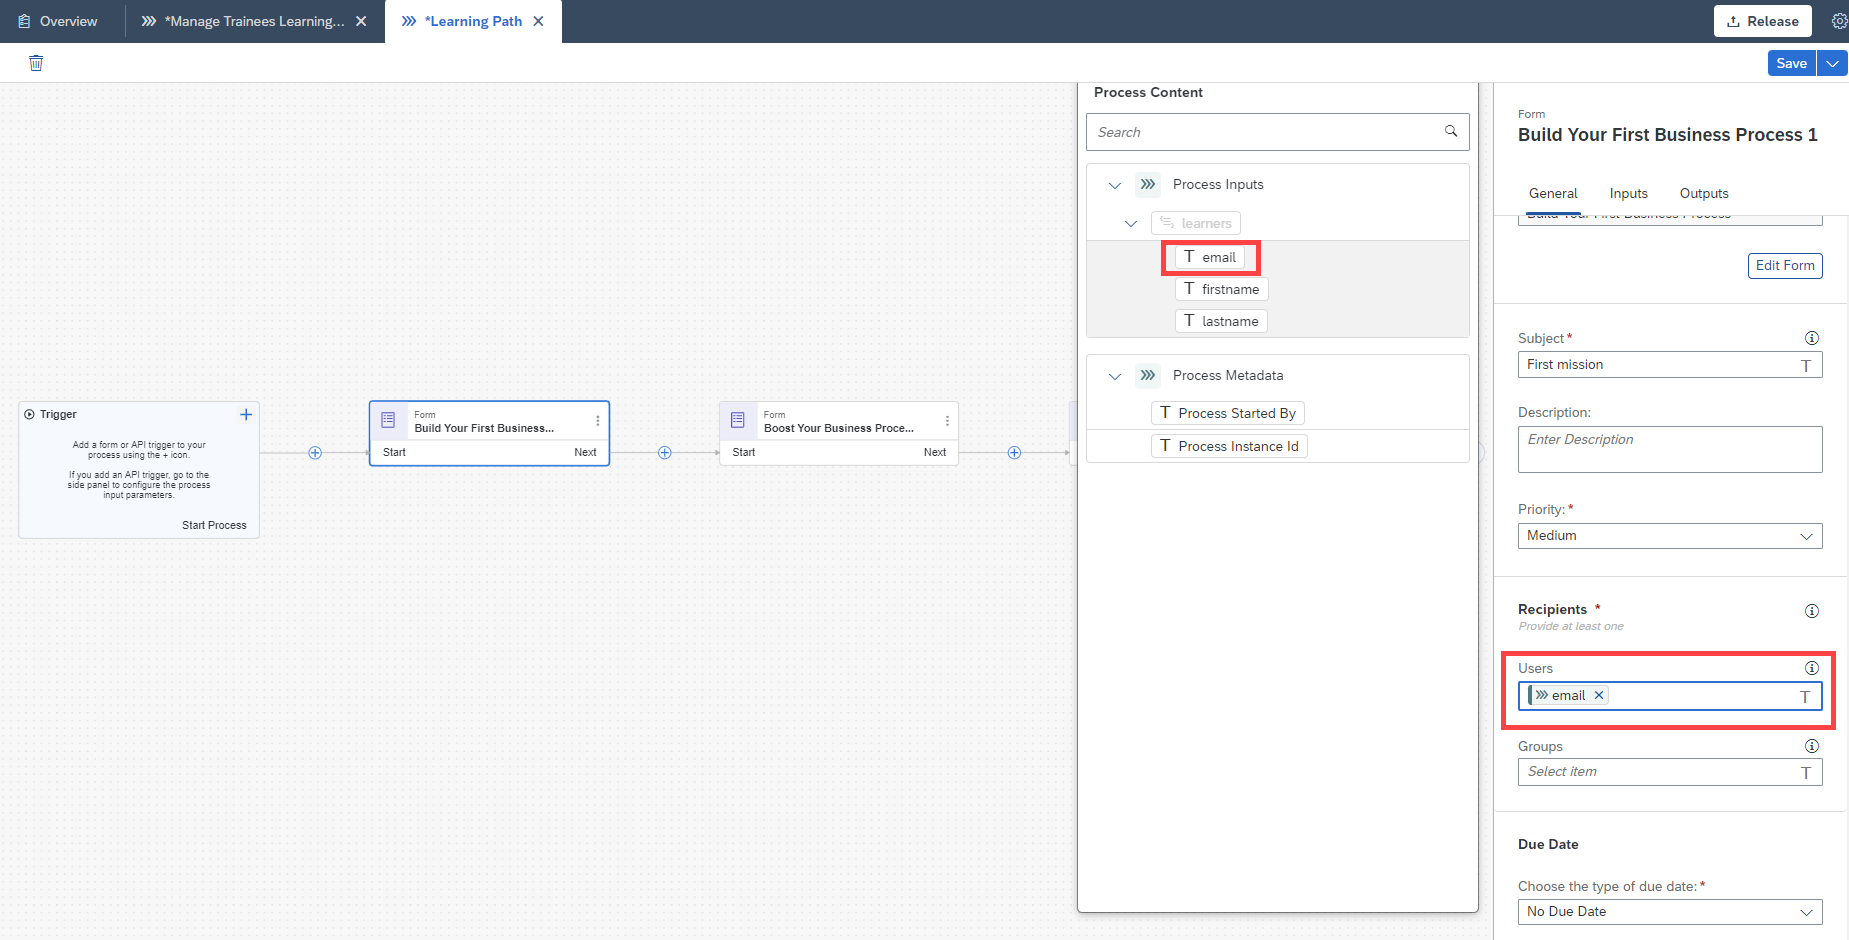 Overview
*Manage Trainees Learning...
*Learning Path
Release
Save
Process Content
Search
Process Inputs
learners
T email
T firstname
T lastname
Process Metadata
T Process Started By
T Process Instance Id
Trigger
Add a form or API trigger to your
process using the + icon.
If you add an API trigger, go to the
side panel to configure the process
input parameters.
Start Process
Form
Build Your First Business...
Start
Next
Form
Boost Your Business Proce...
Start
Next
Form
Build Your First Business Process 1
General
Inputs
Outputs
Build Your First Business Process
Edit Form
Subject*
First mission
T
Description:
Enter Description
Priority:*
Medium
Recipients *
Provide at least one
Users
email
T
Groups
Select item
T
Due Date
Choose the type of due date:*
No Due Date